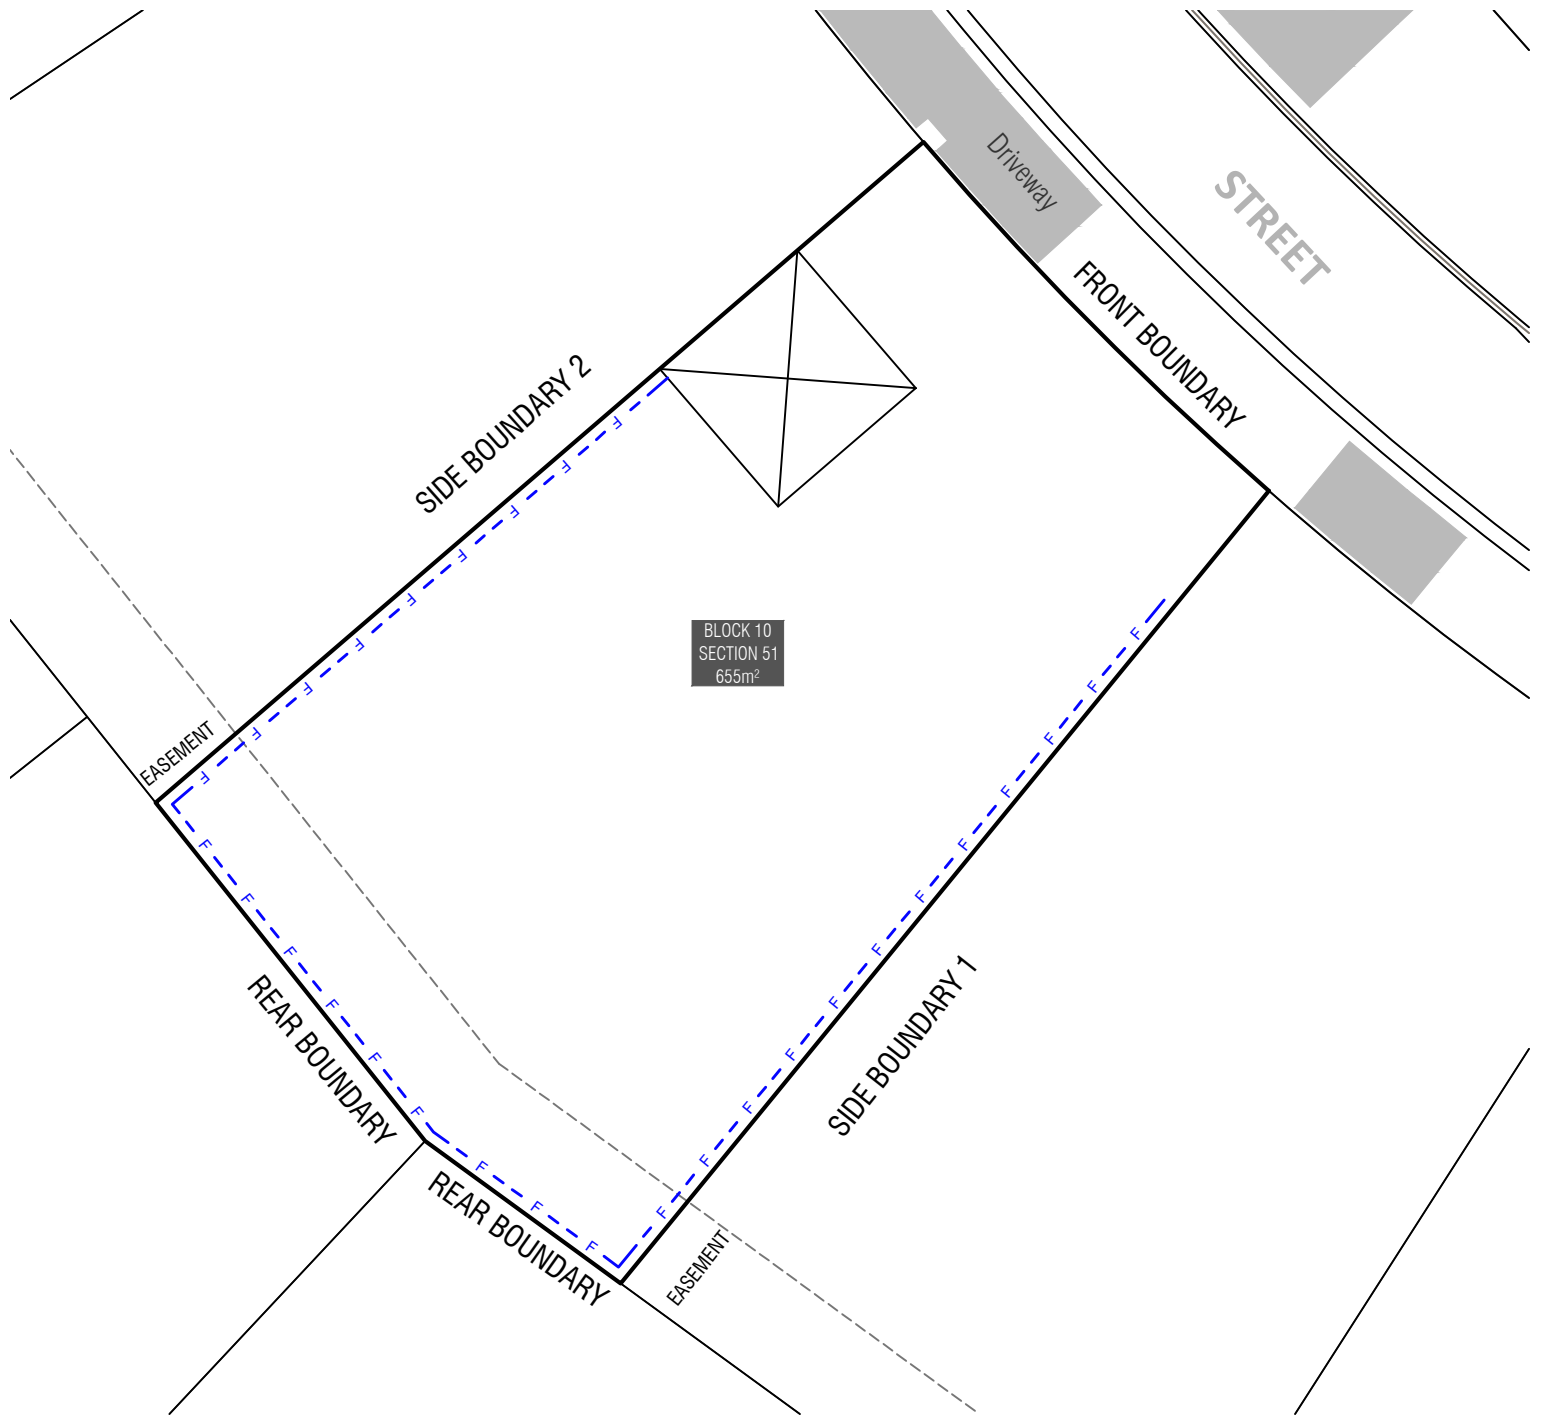 Driveway
STREET
FRONT BOUNDARY
SIDE BOUNDARY 2
F
F
F
F
F
F
F
F
F
BLOCK 10
SECTION 51
655m²
EASEMENT
F
F
F
F
F
F
F
F
F
F
F
F
SIDE BOUNDARY 1
F
F
F
F
F
F
REAR BOUNDARY
F
F
F
REAR BOUNDARY
EASEMENT